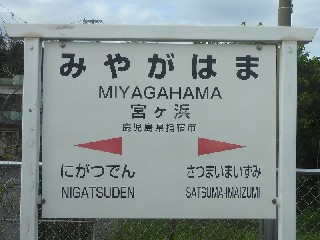 みやがはま
MIYAGAHAMA
宮ヶ浜
鹿児島県指宿市
にがつでん さつまいまいずみ
NIGATSUDEN SATSUMA-IMAIZUMI